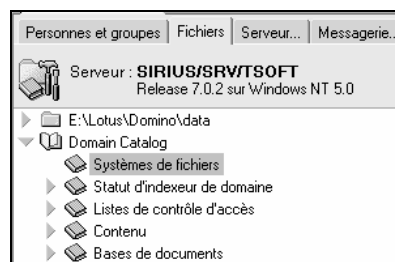 Personnes et groupes Fichiers Serveur... Messagerie..
Serveur : SIRIUS/SRV/TSOFT
Release 7.0.2 sur Windows NT 5.0
E:\Lotus\Domino\data
Domain Catalog
Systèmes de fichiers
Statut d'indexeur de domaine
Listes de contrôle d'accès
Contenu
Bases de documents